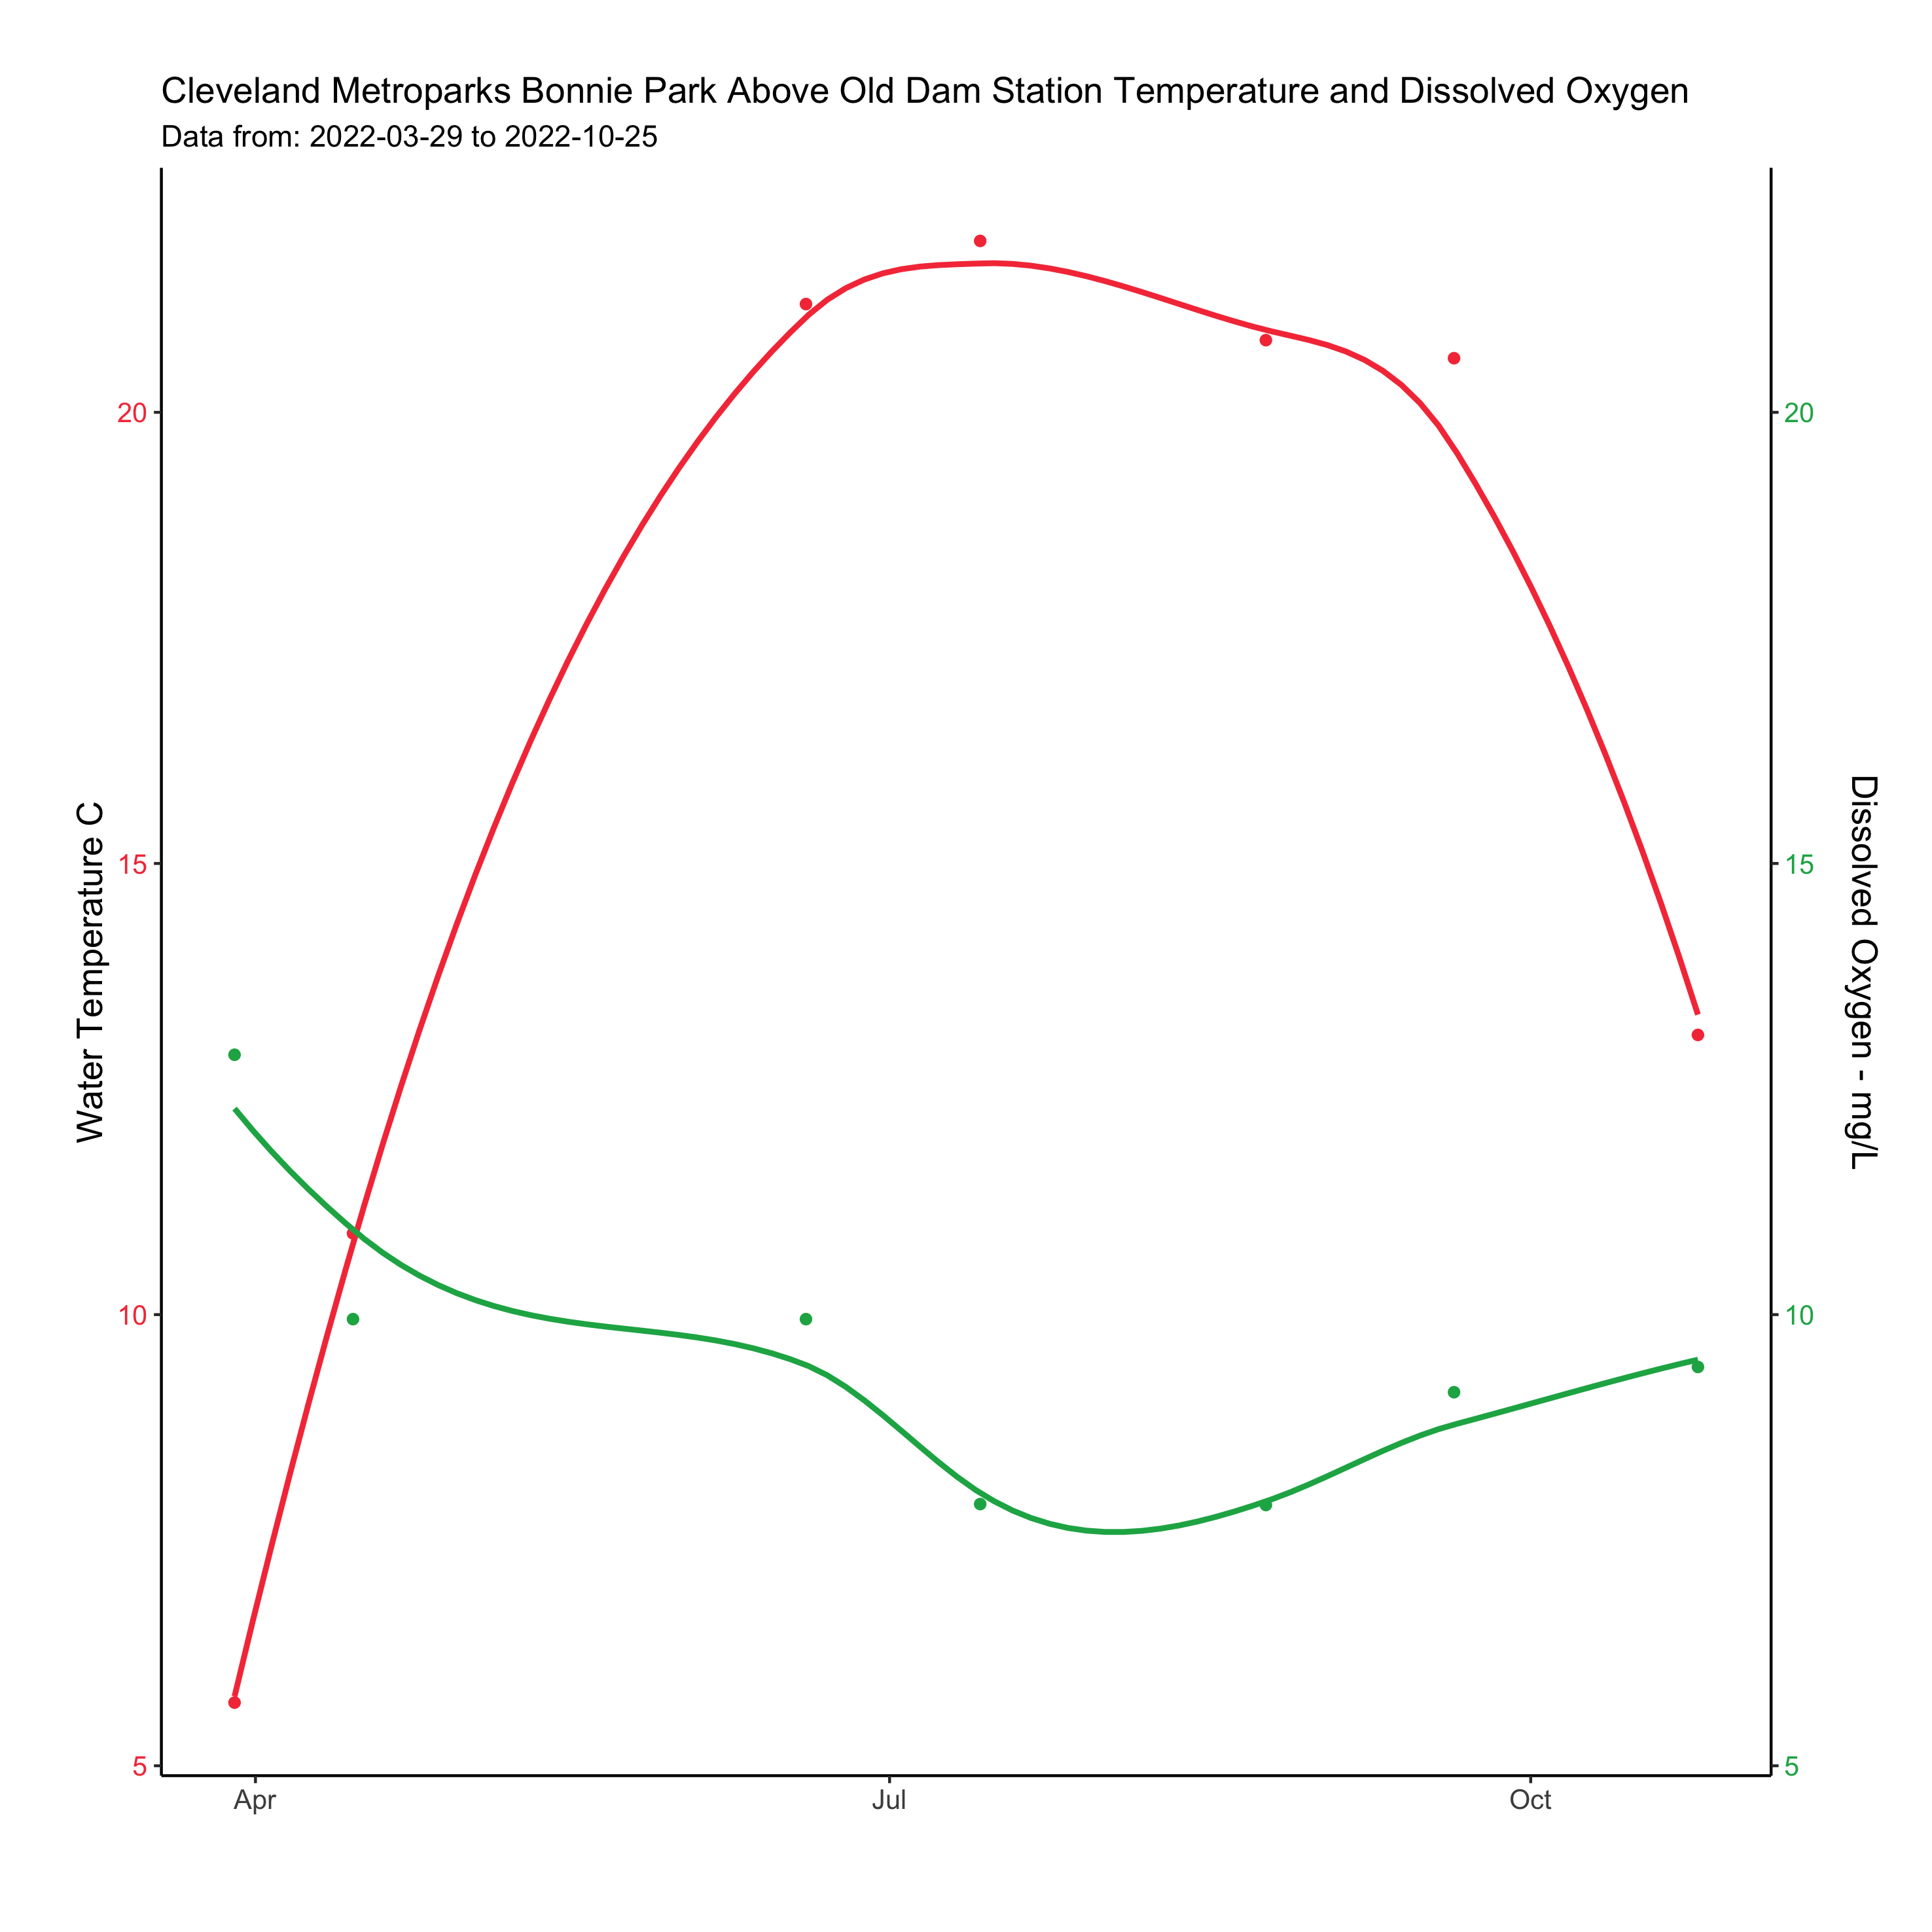 Cleveland Metroparks Bonnie Park Above Old Dam Station Temperature and Dissolved Oxygen
Data from: 2022-03-29 to 2022-10-25
Water Temperature C
20
15
10
5
20
15
10
5
Dissolved Oxygen - mg/L
Apr
Jul
Oct